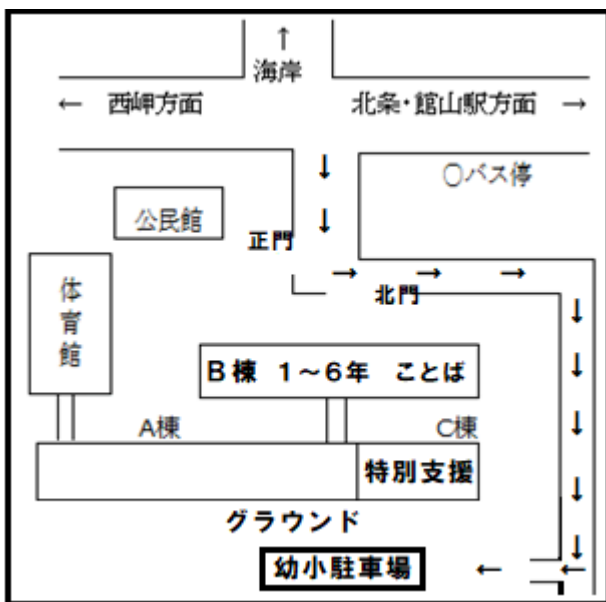 ↑
海岸
← 西岬方面 北条・館山駅方面 →
○バス停
公民館
正門
北門
体育館
B棟 1～6年 ことば
A棟 C棟
特別支援
グラウンド
幼小駐車場